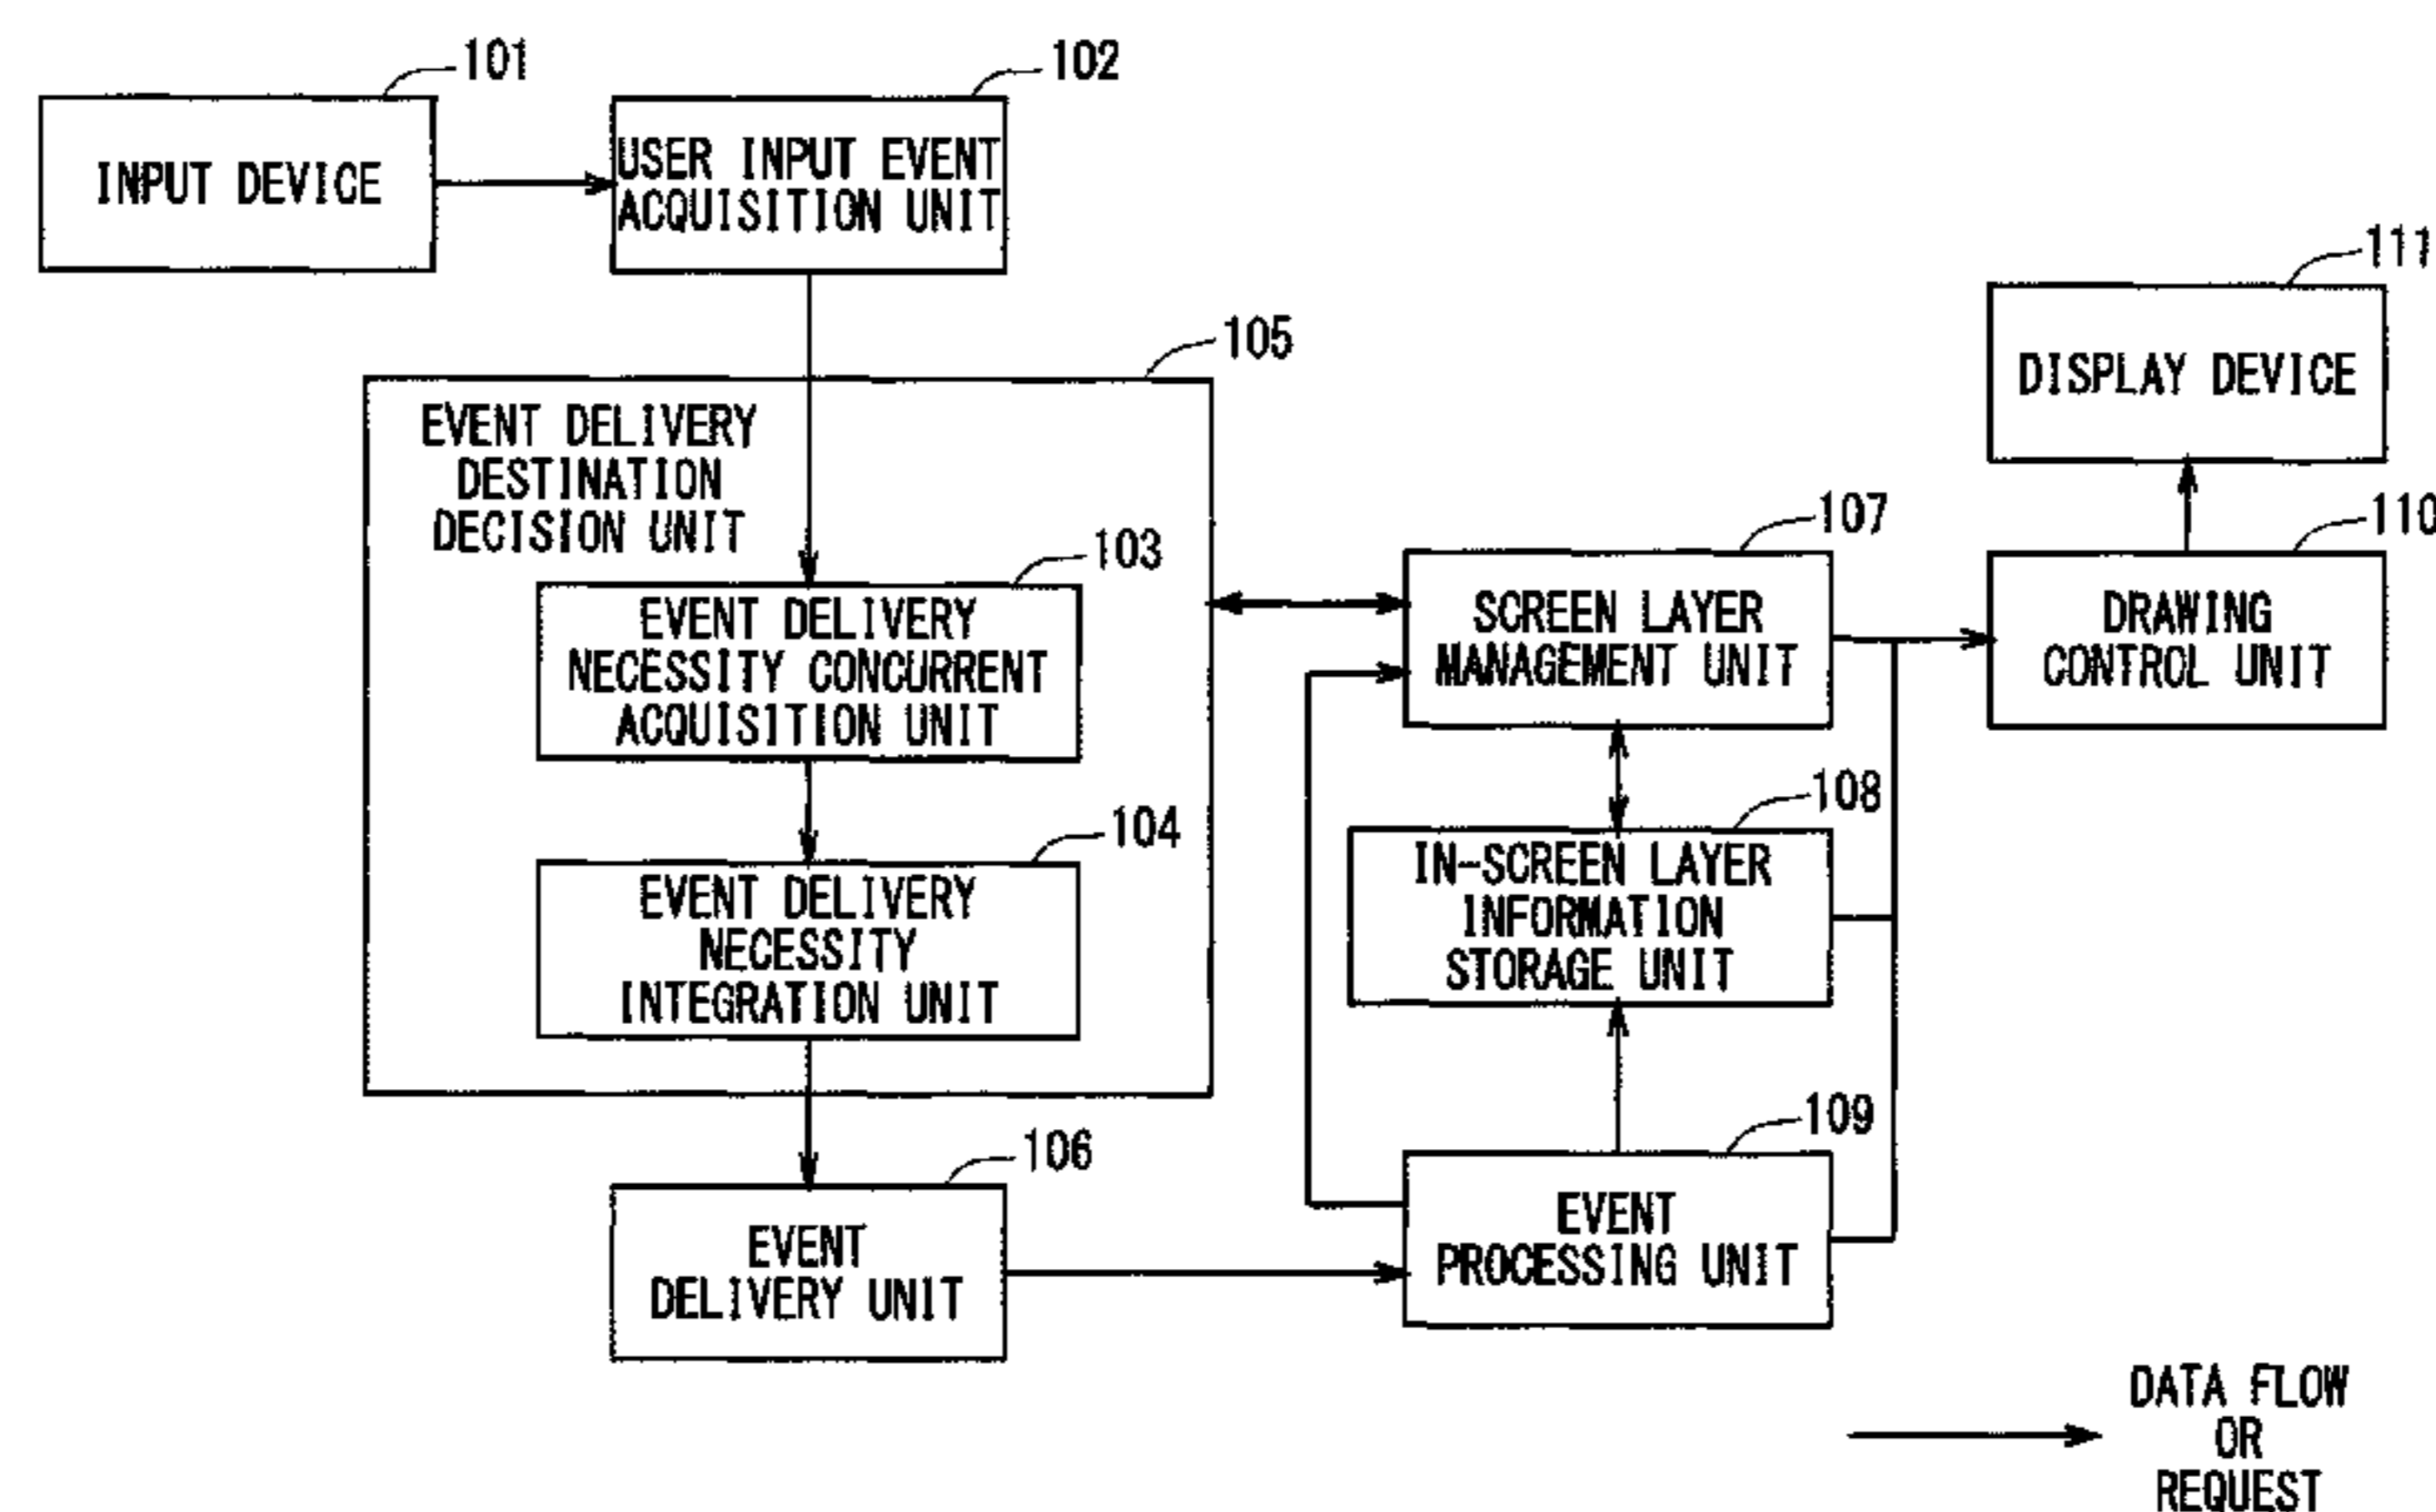 101
INPUT DEVICE
102
USER INPUT EVENT
ACQUISITION UNIT
105
EVENT DELIVERY
DESTINATION
DECISION UNIT
103
EVENT DELIVERY
NECESSITY CONCURRENT
ACQUISITION UNIT
104
EVENT DELIVERY
NECESSITY
INTEGRATION UNIT
106
EVENT
DELIVERY UNIT
107
SCREEN LAYER
MANAGEMENT UNIT
108
IN-SCREEN LAYER
INFORMATION
STORAGE UNIT
109
EVENT
PROCESSING UNIT
111
DISPLAY DEVICE
110
DRAWING
CONTROL UNIT
DATA FLOW
OR
REQUEST